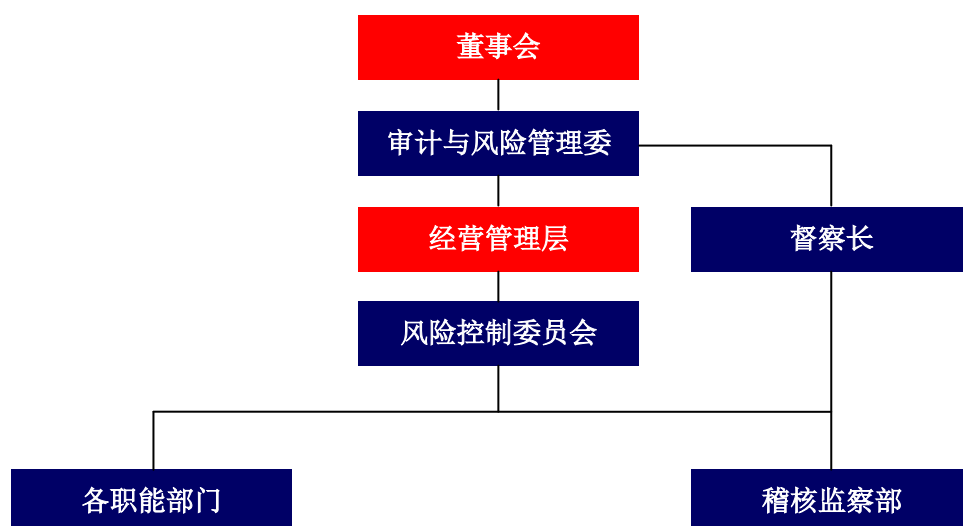 董事会
审计与风险管理委
经营管理层
督察长
风险控制委员会
各职能部门
稽核监察部